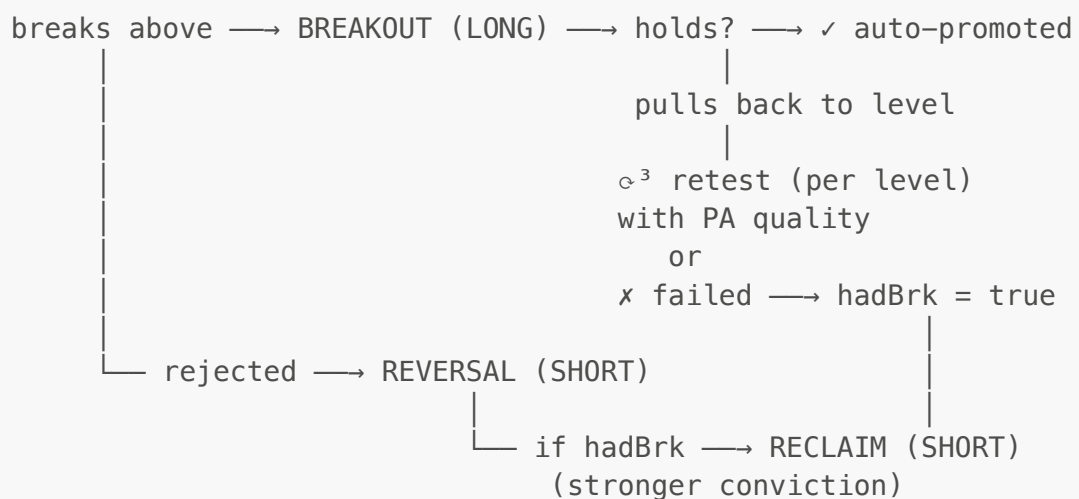 breaks above ──→ BREAKOUT (LONG) ──→ holds? ──→ ✓ auto-promoted
pulls back to level
⟳³ retest (per level)
with PA quality
or
✗ failed ──→ hadBrk = true
└── rejected ──→ REVERSAL (SHORT)
└── if hadBrk ──→ RECLAIM (SHORT)
(stronger conviction)